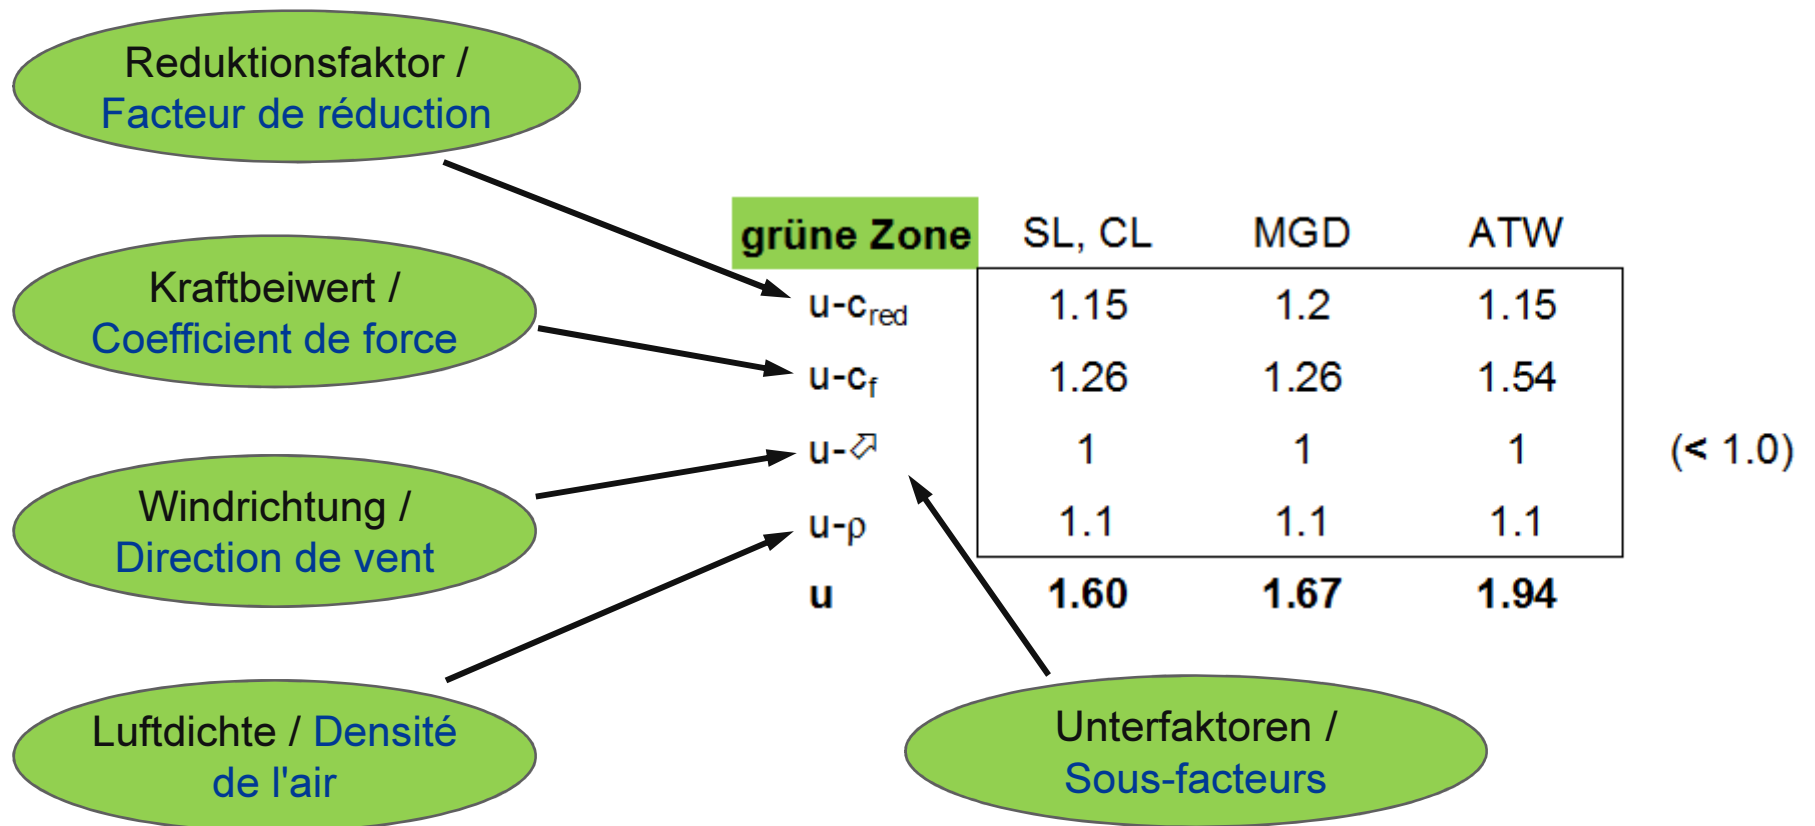 Reduktionsfaktor /
Facteur de réduction
Kraftbeiwert /
Coefficient de force
Windrichtung /
Direction de vent
Luftdichte / Densité
de l'air
grüne Zone SL, CL MGD ATW
u-c_red 1.15 1.2 1.15
u-c_f 1.26 1.26 1.54
u-⬀ 1 1 1 (< 1.0)
u-ρ 1.1 1.1 1.1
u 1.60 1.67 1.94
Unterfaktoren /
Sous-facteurs